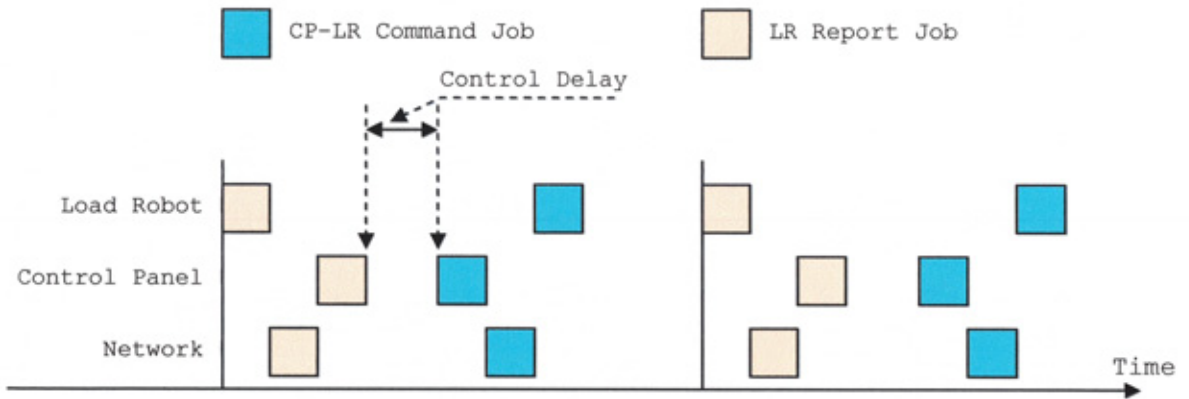 CP-LR Command Job
LR Report Job
Control Delay
Load Robot
Control Panel
Network
Time